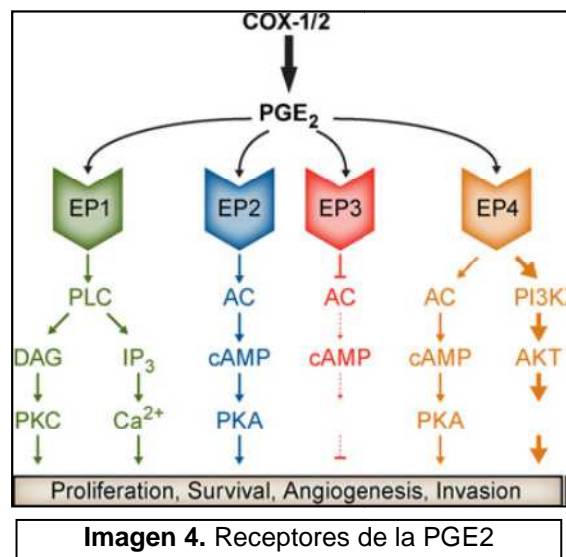 COX-1/2
PGE₂
EP1 EP2 EP3 EP4
PLC AC AC AC PI3K
DAG IP₃ cAMP cAMP cAMP AKT
PKC Ca²⁺ PKA PKA
Proliferation, Survival, Angiogenesis, Invasion
Imagen 4. Receptores de la PGE2